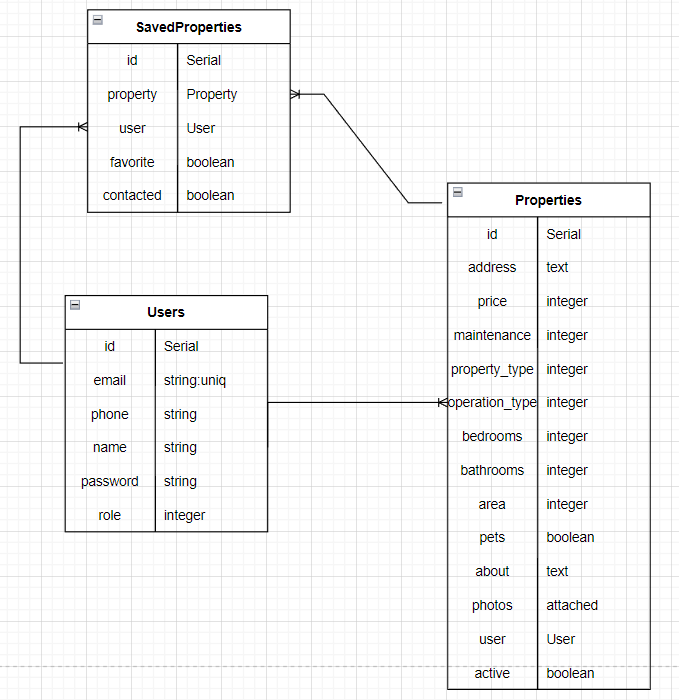 SavedProperties
id Serial
property Property
user User
favorite boolean
contacted boolean
Properties
id Serial
address text
price integer
maintenance integer
property_type integer
operation_type integer
bedrooms integer
bathrooms integer
area integer
pets boolean
about text
photos attached
user User
active boolean
Users
id Serial
email string:uniq
phone string
name string
password string
role integer